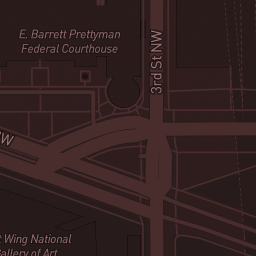 E. Barrett Prettyman
Federal Courthouse
3rd St NW
W
t Wing National
allery of Art